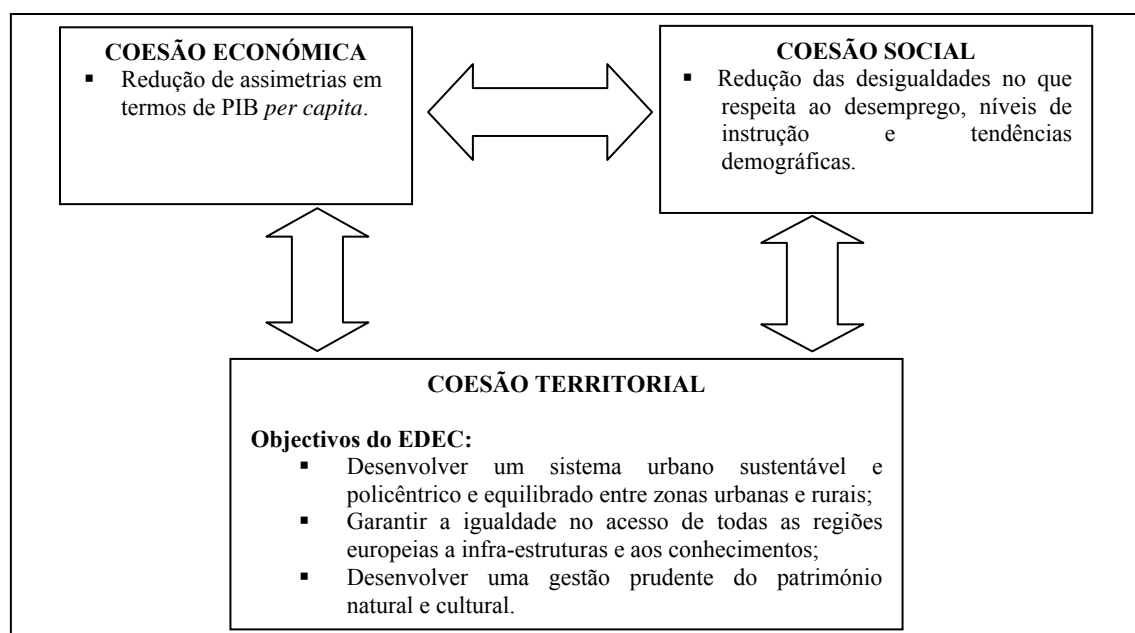 COESÃO ECONÓMICA
▪ Redução de assimetrias em
termos de PIB per capita.
COESÃO SOCIAL
▪ Redução das desigualdades no que
respeita ao desemprego, níveis de
instrução e tendências
demográficas.
COESÃO TERRITORIAL
Objectivos do EDEC:
▪ Desenvolver um sistema urbano sustentável e
policêntrico e equilibrado entre zonas urbanas e rurais;
▪ Garantir a igualdade no acesso de todas as regiões
europeias a infra-estruturas e aos conhecimentos;
▪ Desenvolver uma gestão prudente do património
natural e cultural.